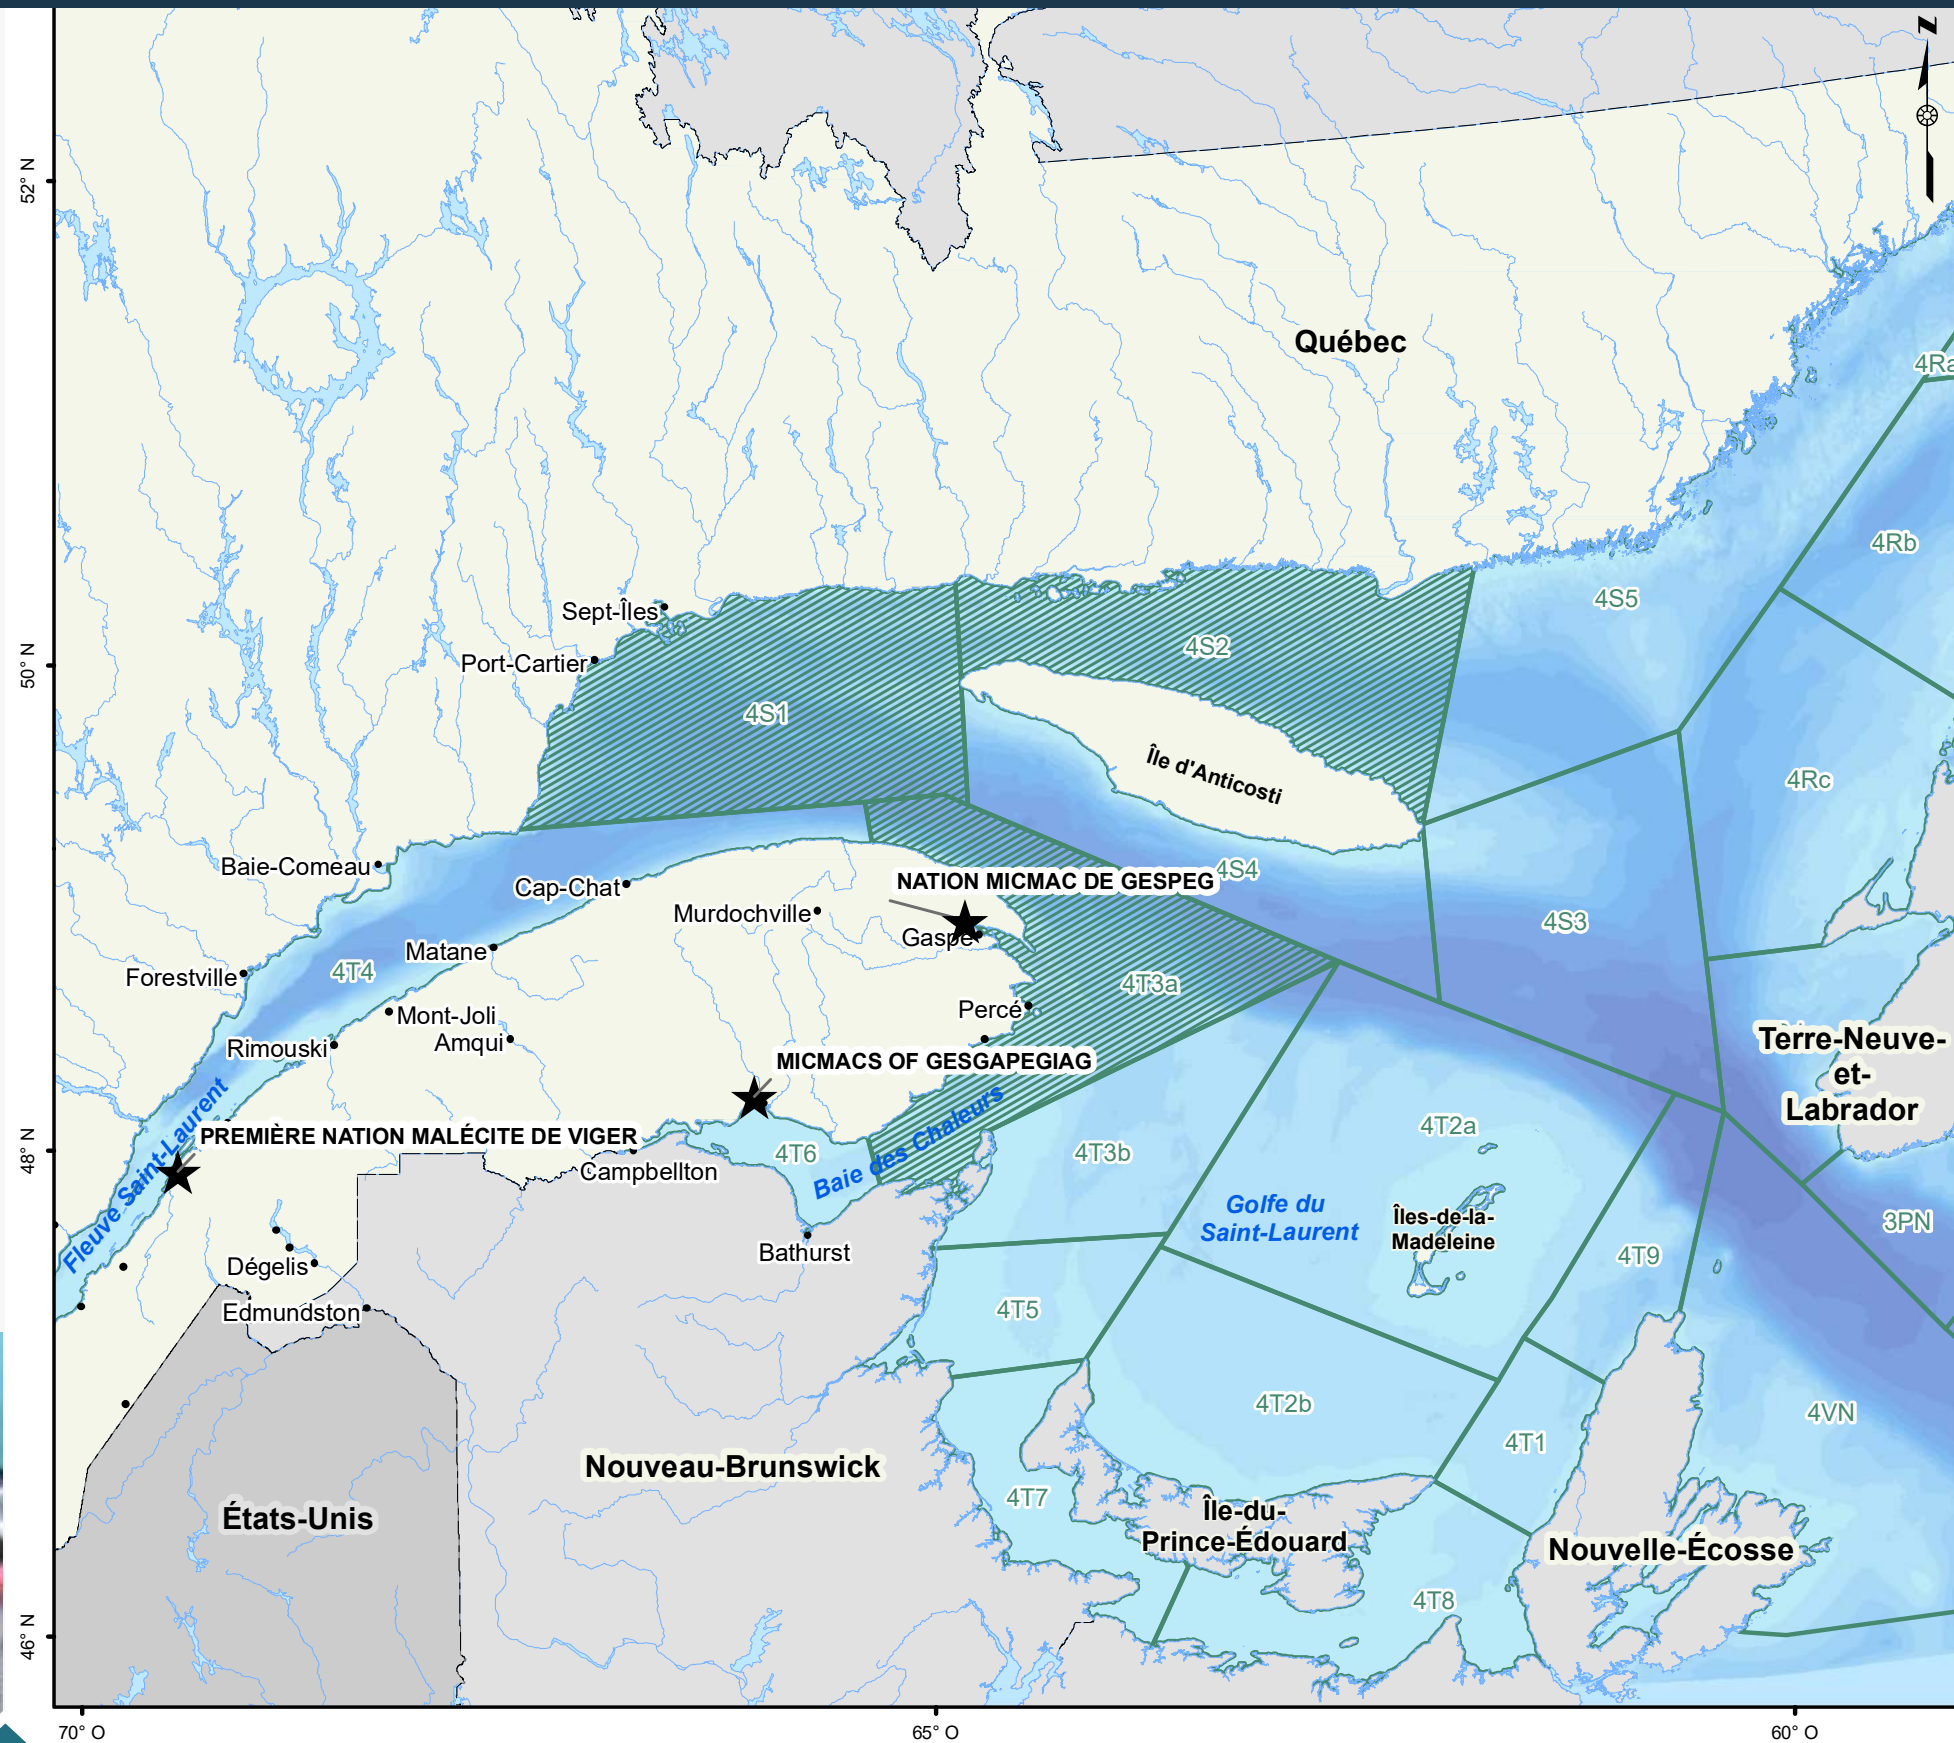 N
52° N
50° N
48° N
46° N
70° O
65° O
60° O
Québec
4Ra
4Rb
4S5
Sept-Îles
4S2
Port-Cartier
4S1
Île d'Anticosti
4Rc
Baie-Comeau
4S4
NATION MICMAC DE GESPEG
Cap-Chat
Murdochville
4S3
Gaspé
Matane
4T4
Forestville
4T3a
Percé
Mont-Joli
Amqui
Rimouski
MICMACS OF GESGAPEGIAG
Terre-Neuve-
et-
Labrador
Fleuve Saint-Laurent
PREMIÈRE NATION MALÉCITE DE VIGER
4T2a
4T6
4T3b
Baie des Chaleurs
Campbellton
Golfe du
Saint-Laurent
Îles-de-la-
Madeleine
3PN
Bathurst
4T9
Dégelis
Edmundston
4T5
4T2b
4VN
4T1
Nouveau-Brunswick
4T7
États-Unis
Île-du-
Prince-Édouard
Nouvelle-Écosse
4T8